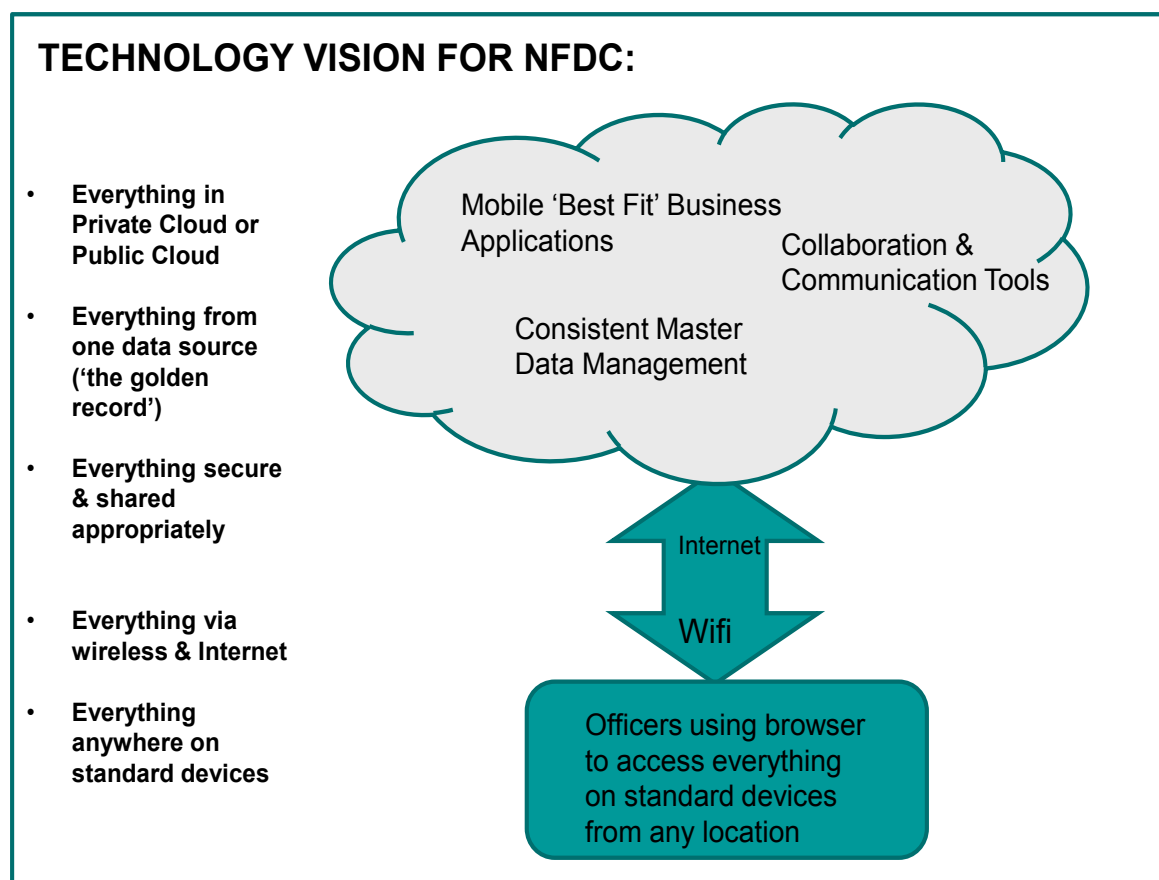 TECHNOLOGY VISION FOR NFDC:
• Everything in
Private Cloud or
Public Cloud
• Everything from
one data source
(‘the golden
record’)
• Everything secure
& shared
appropriately
• Everything via
wireless & Internet
• Everything
anywhere on
standard devices
Mobile ‘Best Fit’ Business
Applications
Collaboration &
Communication Tools
Consistent Master
Data Management
Internet
Wifi
Officers using browser
to access everything
on standard devices
from any location